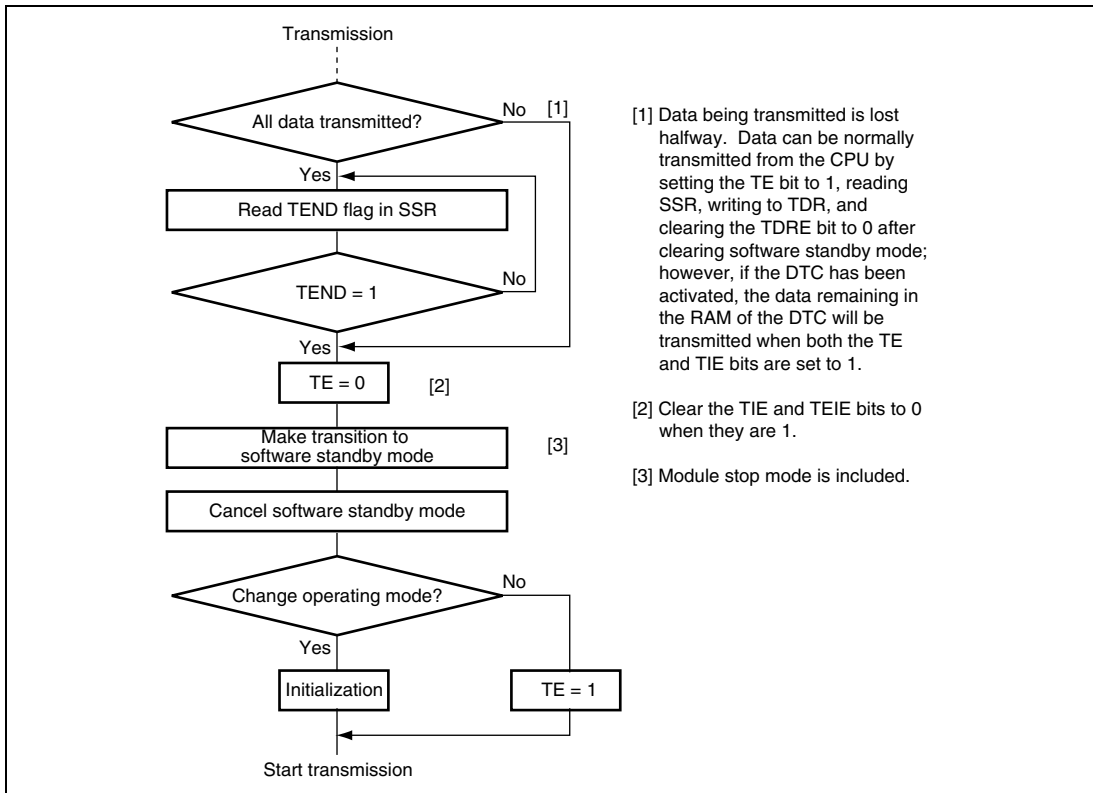 Transmission
All data transmitted?
No
[1]
Yes
Read TEND flag in SSR
TEND = 1
No
Yes
TE = 0
[2]
Make transition to
software standby mode
[3]
Cancel software standby mode
Change operating mode?
No
Yes
Initialization
TE = 1
Start transmission
[1] Data being transmitted is lost
halfway. Data can be normally
transmitted from the CPU by
setting the TE bit to 1, reading
SSR, writing to TDR, and
clearing the TDRE bit to 0 after
clearing software standby mode;
however, if the DTC has been
activated, the data remaining in
the RAM of the DTC will be
transmitted when both the TE
and TIE bits are set to 1.
[2] Clear the TIE and TEIE bits to 0
when they are 1.
[3] Module stop mode is included.